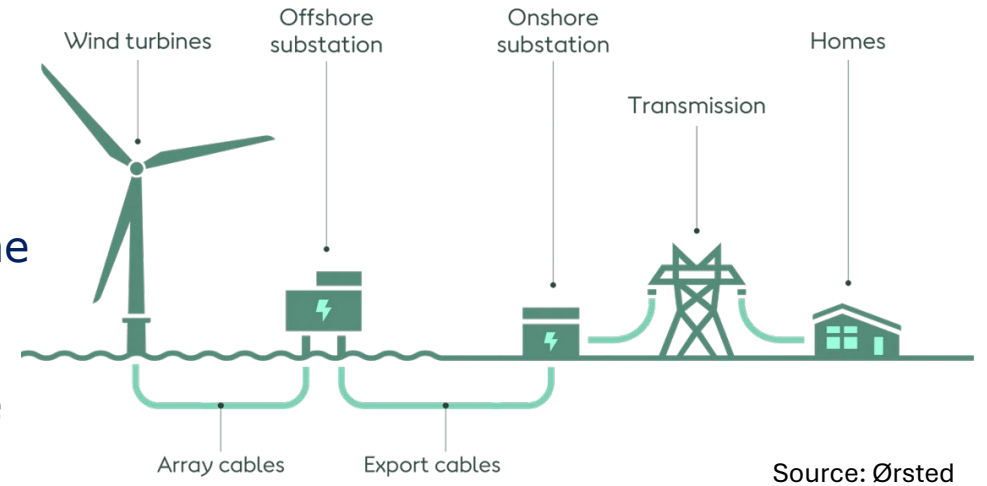 Offshore
substation
Onshore
substation
Wind turbines
Homes
Transmission
Array cables
Export cables
Source: Ørsted